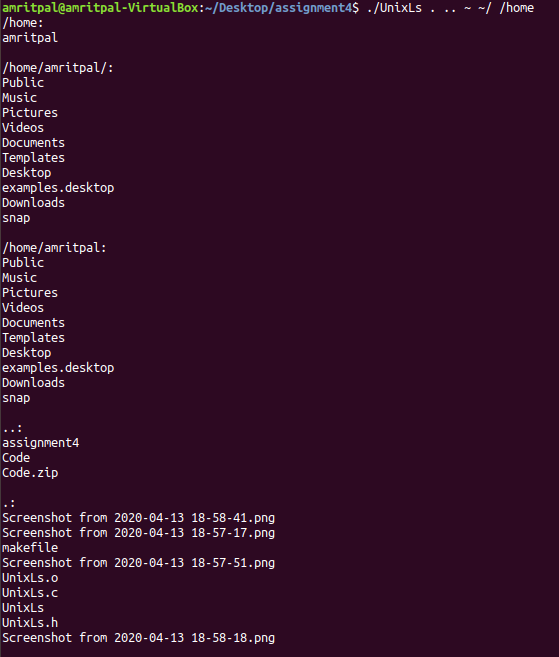 amritpal@amritpal-VirtualBox:~/Desktop/assignment4$ ./UnixLs . .. ~ ~/ /home
/home:
amritpal

/home/amritpal/:
Public
Music
Pictures
Videos
Documents
Templates
Desktop
examples.desktop
Downloads
snap

/home/amritpal:
Public
Music
Pictures
Videos
Documents
Templates
Desktop
examples.desktop
Downloads
snap

..:
assignment4
Code
Code.zip

.:
Screenshot from 2020-04-13 18-58-41.png
Screenshot from 2020-04-13 18-57-17.png
makefile
Screenshot from 2020-04-13 18-57-51.png
UnixLs.o
UnixLs.c
UnixLs
UnixLs.h
Screenshot from 2020-04-13 18-58-18.png